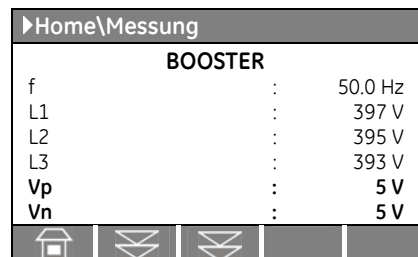 Home\Messung
BOOSTER
f : 50.0 Hz
L1 : 397 V
L2 : 395 V
L3 : 393 V
Vp : 5 V
Vn : 5 V